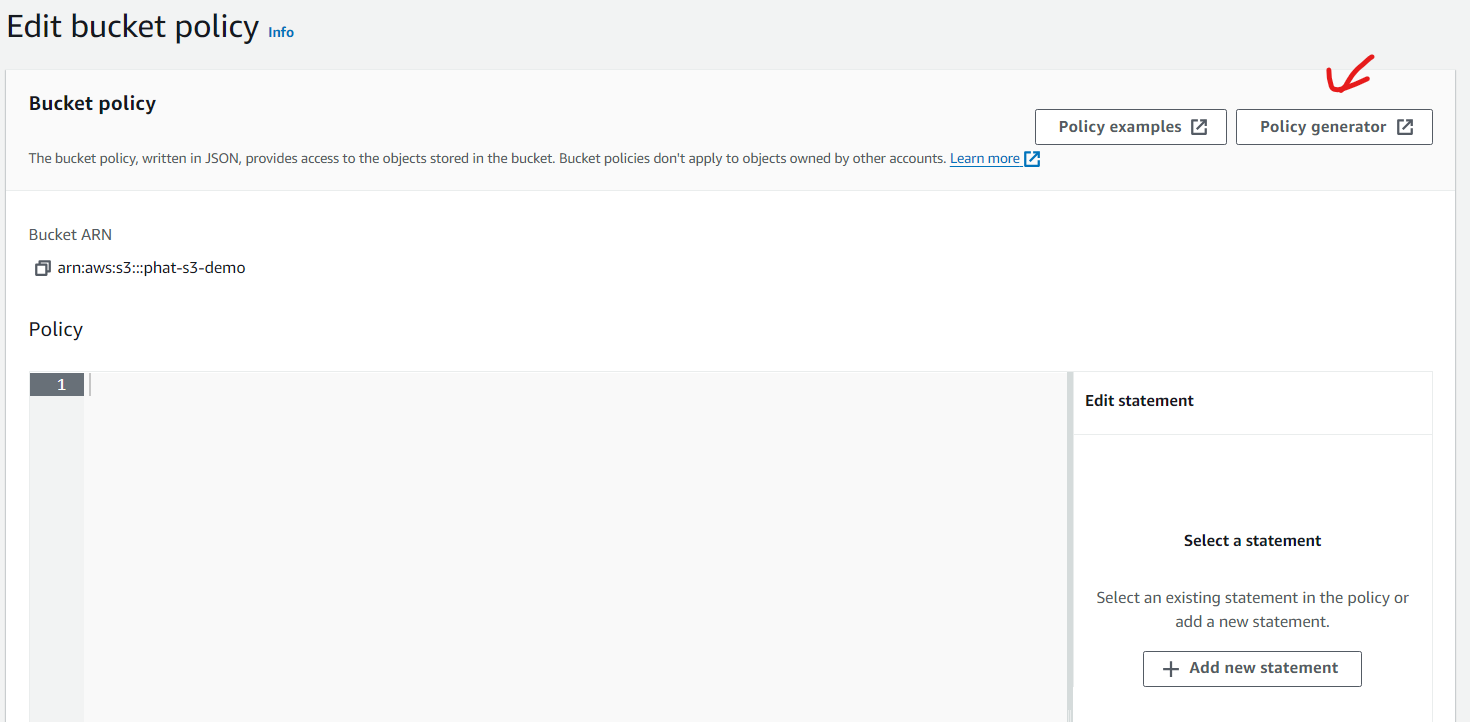 Edit bucket policy Info
Bucket policy
Policy examples
Policy generator
The bucket policy, written in JSON, provides access to the objects stored in the bucket. Bucket policies don't apply to objects owned by other accounts. Learn more
Bucket ARN
arn:aws:s3:::phat-s3-demo
Policy
1
Edit statement
Select a statement
Select an existing statement in the policy or
add a new statement.
+ Add new statement